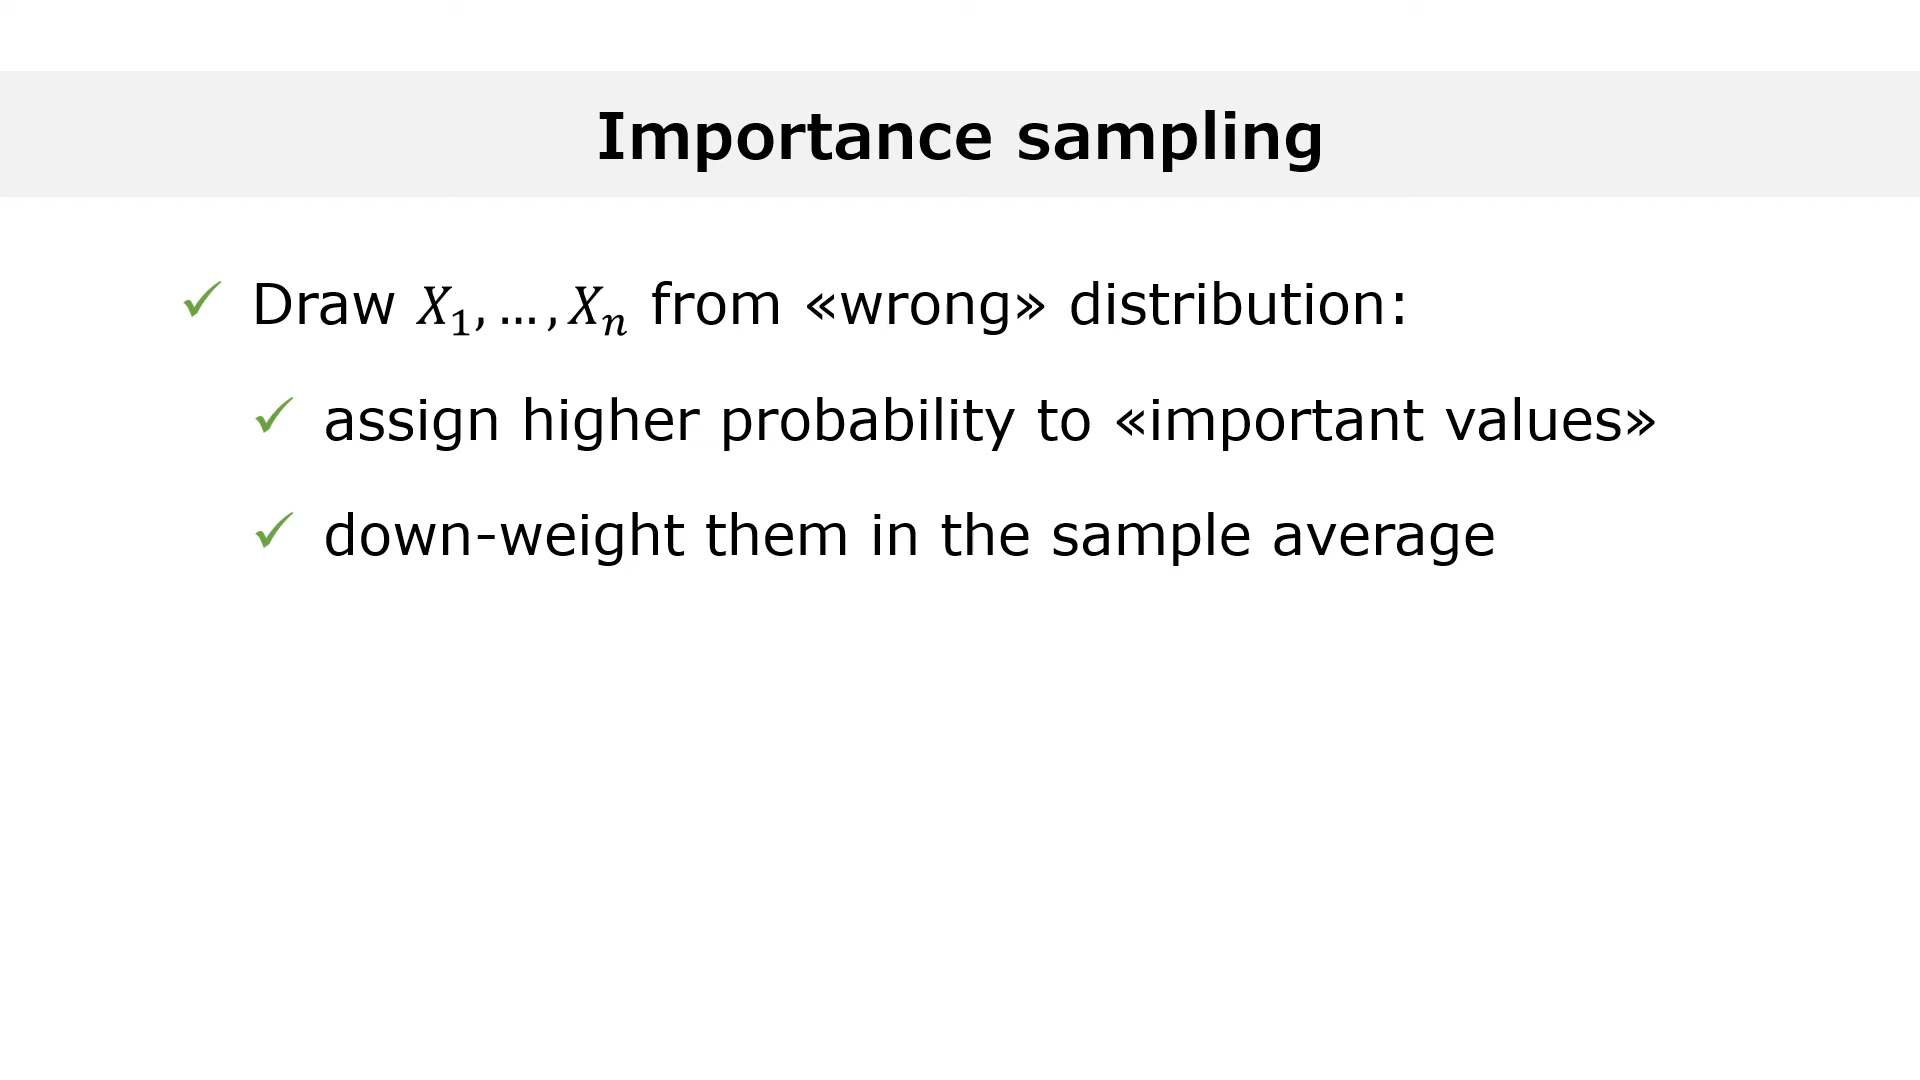 Importance sampling
✓ Draw X₁, … , Xₙ from «wrong» distribution:
✓ assign higher probability to «important values»
✓ down-weight them in the sample average